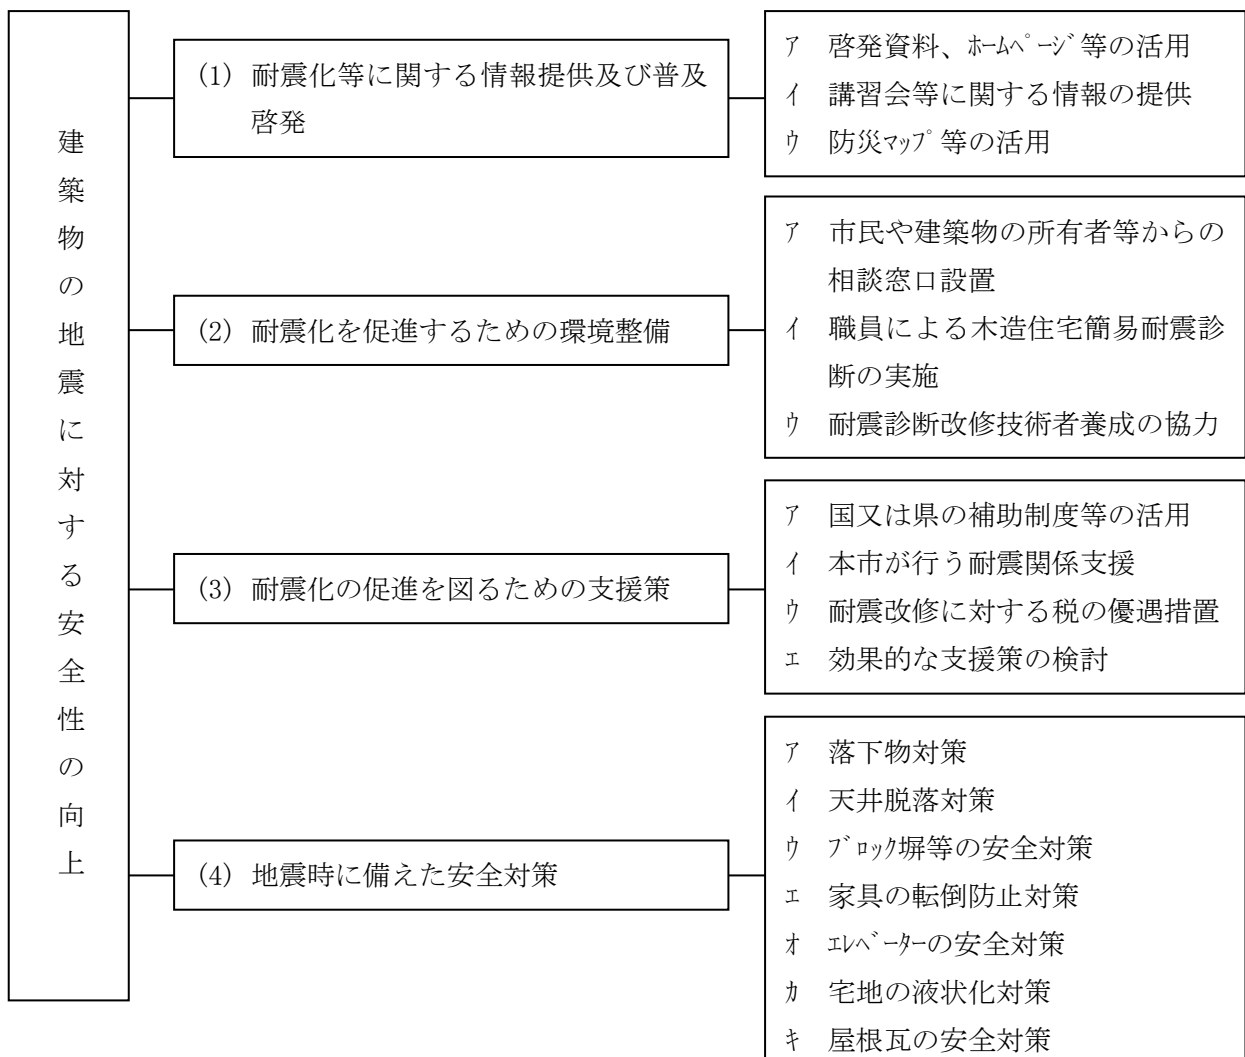 建築物の地震に対する安全性の向上
(1) 耐震化等に関する情報提供及び普及
啓発
ア 啓発資料、ﾎｰﾑﾍﾟｰｼﾞ等の活用
イ 講習会等に関する情報の提供
ウ 防災ﾏｯﾌﾟ等の活用
(2) 耐震化を促進するための環境整備
ア 市民や建築物の所有者等からの
相談窓口設置
イ 職員による木造住宅簡易耐震診
断の実施
ウ 耐震診断改修技術者養成の協力
(3) 耐震化の促進を図るための支援策
ア 国又は県の補助制度等の活用
イ 本市が行う耐震関係支援
ウ 耐震改修に対する税の優遇措置
エ 効果的な支援策の検討
(4) 地震時に備えた安全対策
ア 落下物対策
イ 天井脱落対策
ウ ﾌﾞﾛｯｸ塀等の安全対策
エ 家具の転倒防止対策
オ ｴﾚﾍﾞｰﾀｰの安全対策
カ 宅地の液状化対策
キ 屋根瓦の安全対策